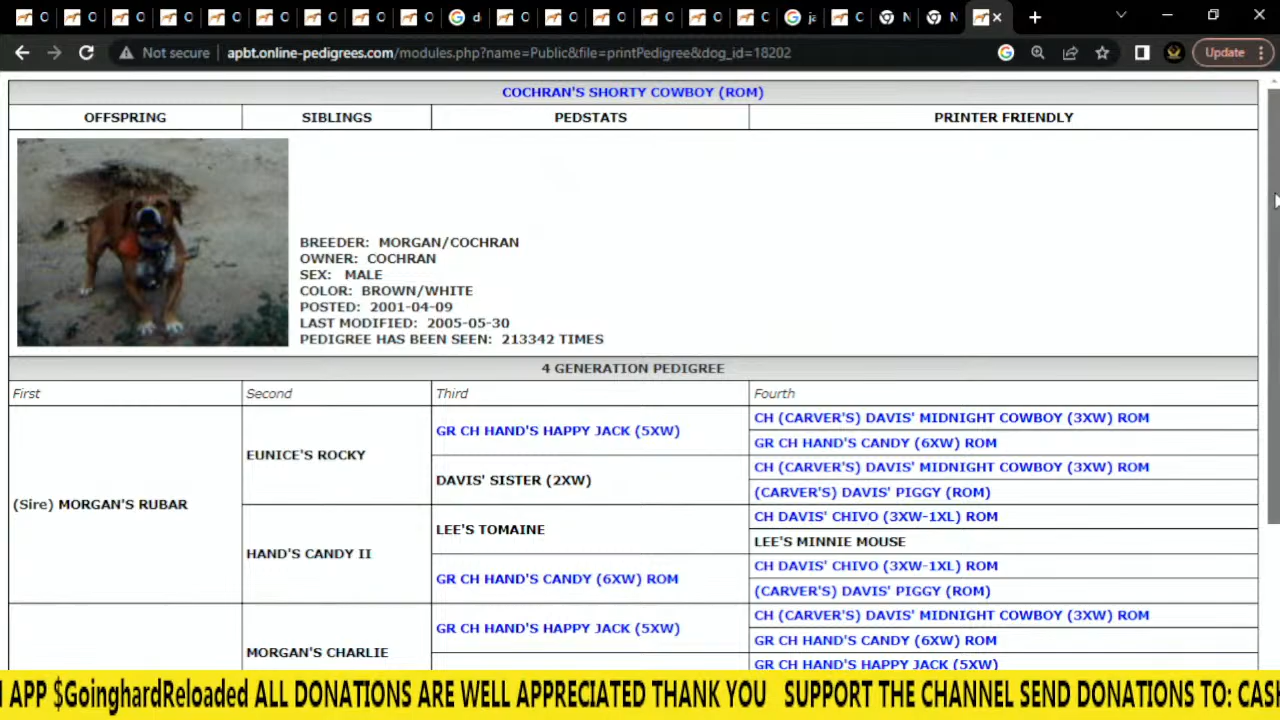 Not secure apbt.online-pedigrees.com/modules.php?name=Public&file=printPedigree&dog_id=18202 Update
COCHRAN'S SHORTY COWBOY (ROM)
OFFSPRING SIBLINGS PEDSTATS PRINTER FRIENDLY
BREEDER: MORGAN/COCHRAN
OWNER: COCHRAN
SEX: MALE
COLOR: BROWN/WHITE
POSTED: 2001-04-09
LAST MODIFIED: 2005-05-30
PEDIGREE HAS BEEN SEEN: 213342 TIMES
4 GENERATION PEDIGREE
First Second Third Fourth
(Sire) MORGAN'S RUBAR
EUNICE'S ROCKY
HAND'S CANDY II
MORGAN'S CHARLIE
GR CH HAND'S HAPPY JACK (5XW)
DAVIS' SISTER (2XW)
LEE'S TOMAINE
GR CH HAND'S CANDY (6XW) ROM
GR CH HAND'S HAPPY JACK (5XW)
CH (CARVER'S) DAVIS' MIDNIGHT COWBOY (3XW) ROM
GR CH HAND'S CANDY (6XW) ROM
CH (CARVER'S) DAVIS' MIDNIGHT COWBOY (3XW) ROM
(CARVER'S) DAVIS' PIGGY (ROM)
CH DAVIS' CHIVO (3XW-1XL) ROM
LEE'S MINNIE MOUSE
CH DAVIS' CHIVO (3XW-1XL) ROM
(CARVER'S) DAVIS' PIGGY (ROM)
CH (CARVER'S) DAVIS' MIDNIGHT COWBOY (3XW) ROM
GR CH HAND'S CANDY (6XW) ROM
GR CH HAND'S HAPPY JACK (5XW)
APP $GoinghardReloaded ALL DONATIONS ARE WELL APPRECIATED THANK YOU SUPPORT THE CHANNEL SEND DONATIONS TO: CAS